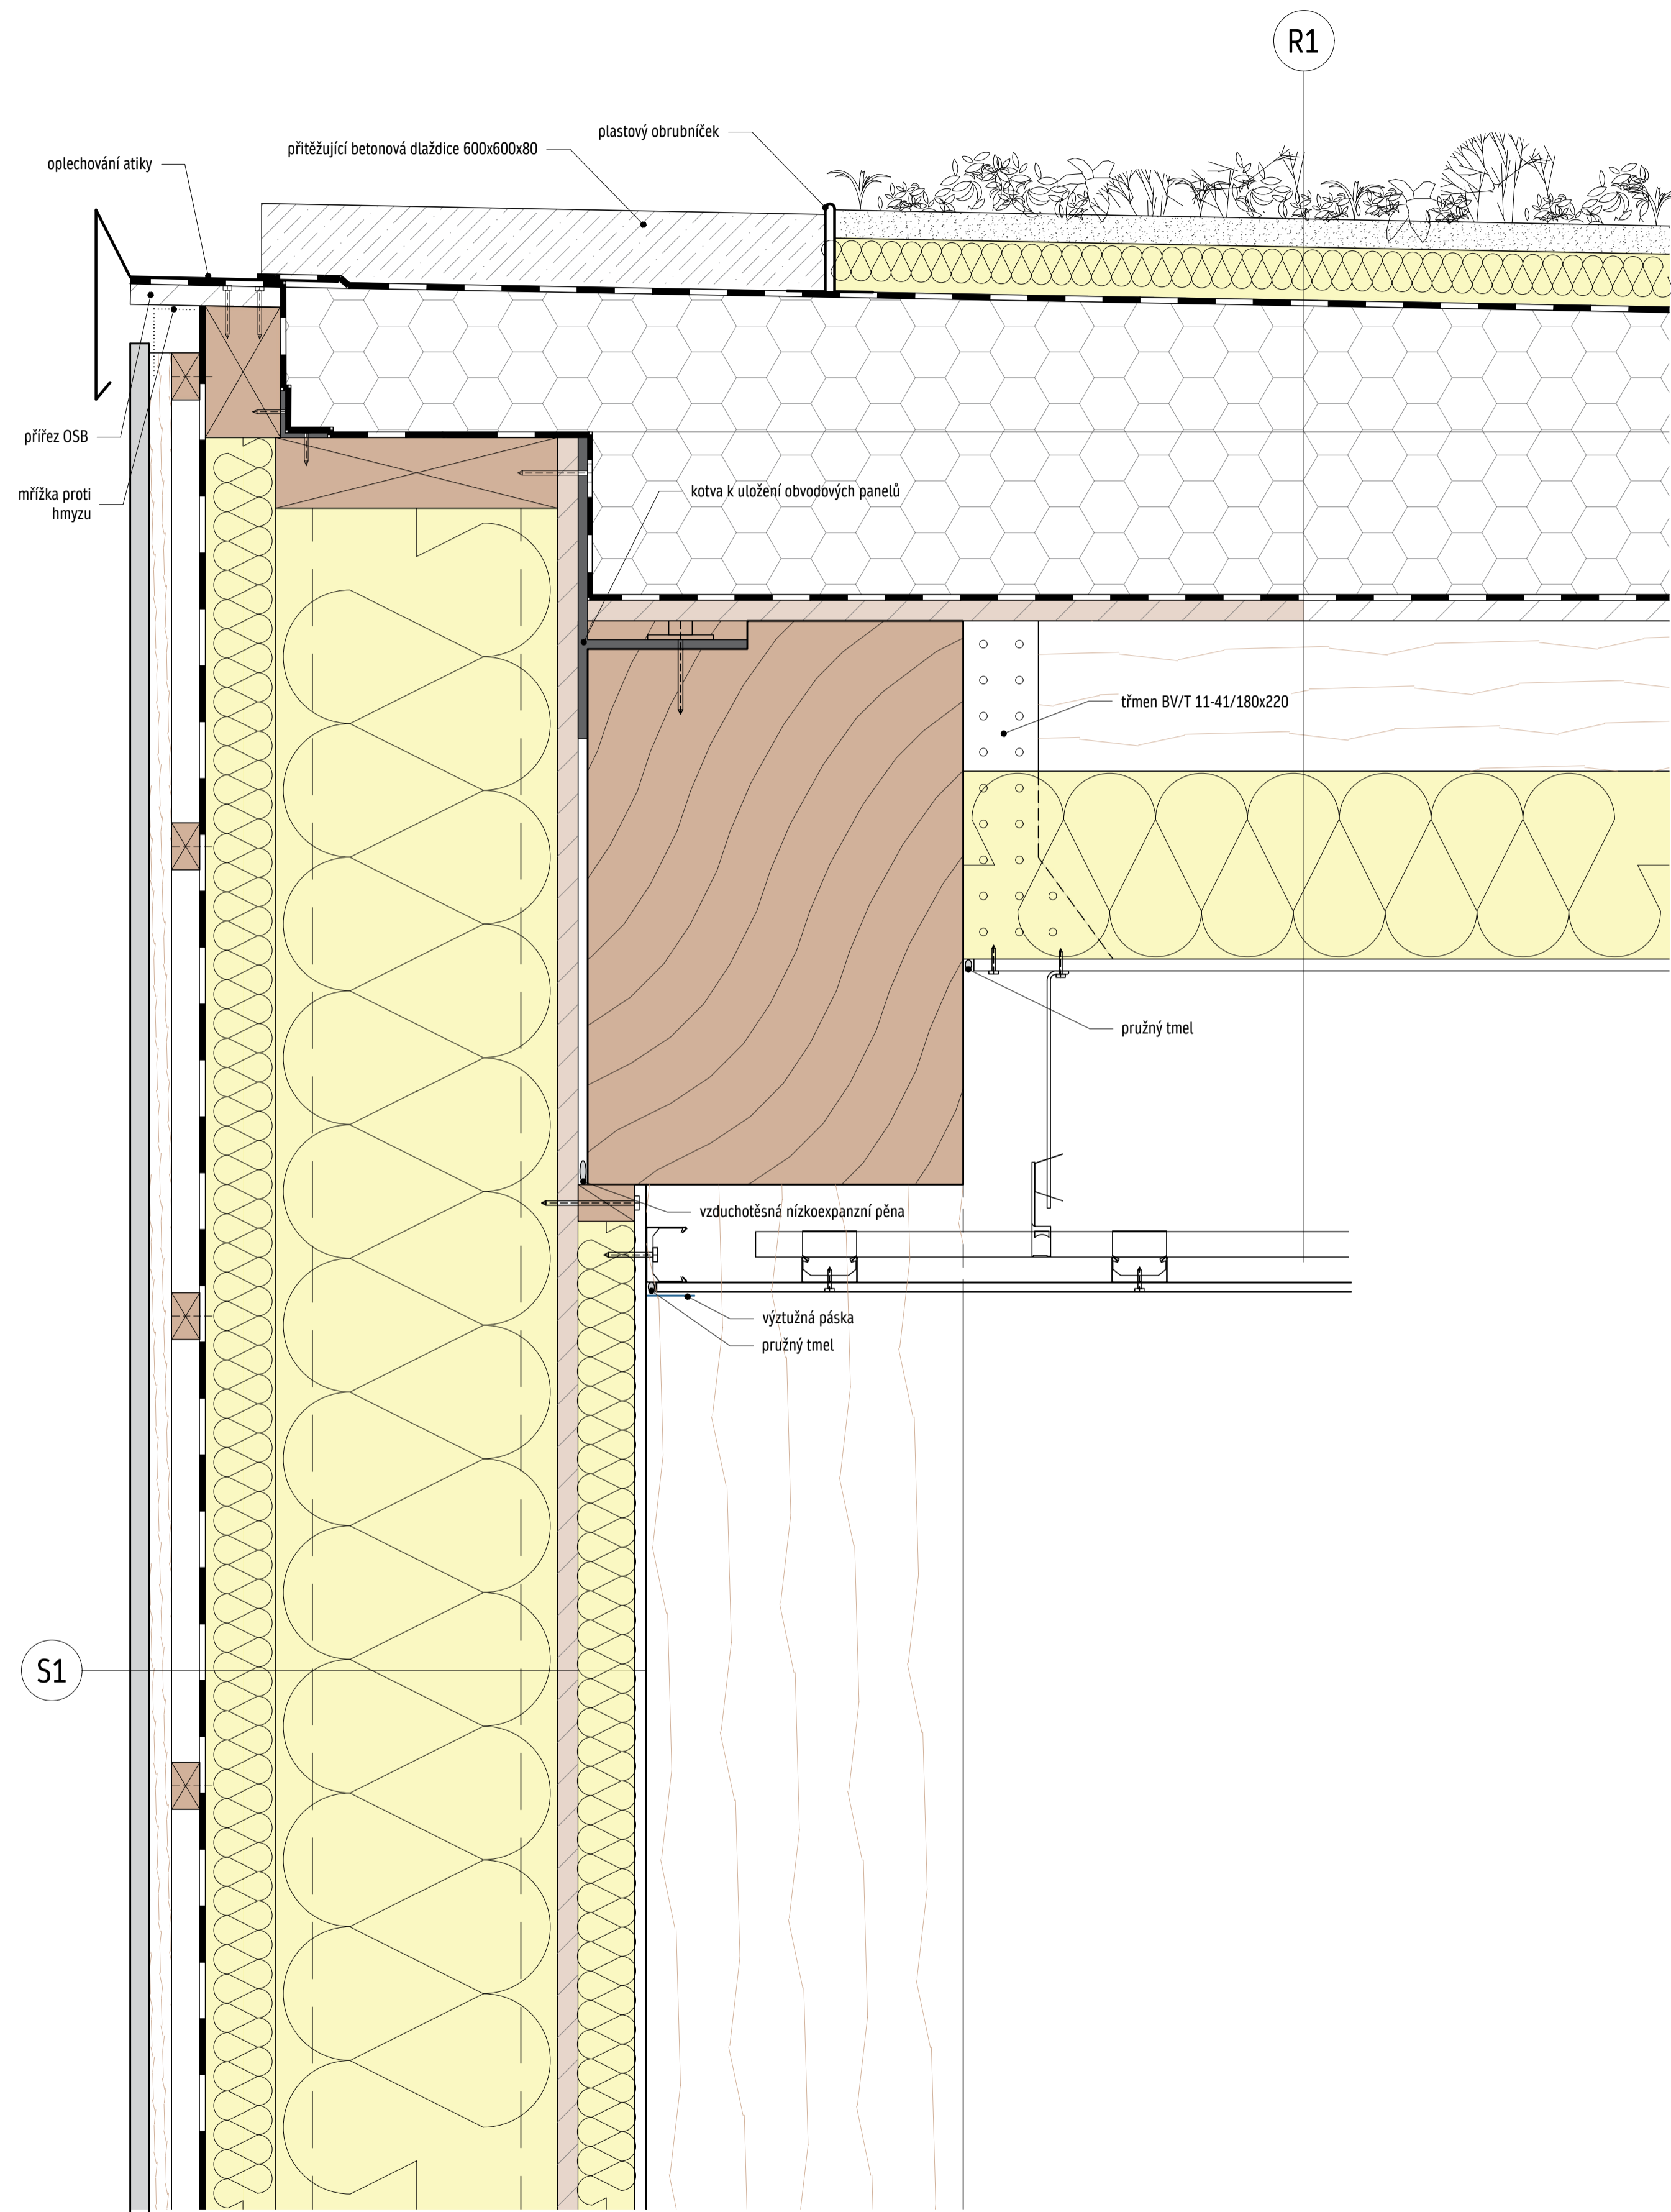 R1
plastový obrubníček
přitěžující betonová dlaždice 600x600x80
oplechování atiky
přířez OSB
mřížka proti
hmyzu
kotva k uložení obvodových panelů
třmen BV/T 11-41/180x220
pružný tmel
vzduchotěsná nízkoexpanzní pěna
výztužná páska
pružný tmel
S1